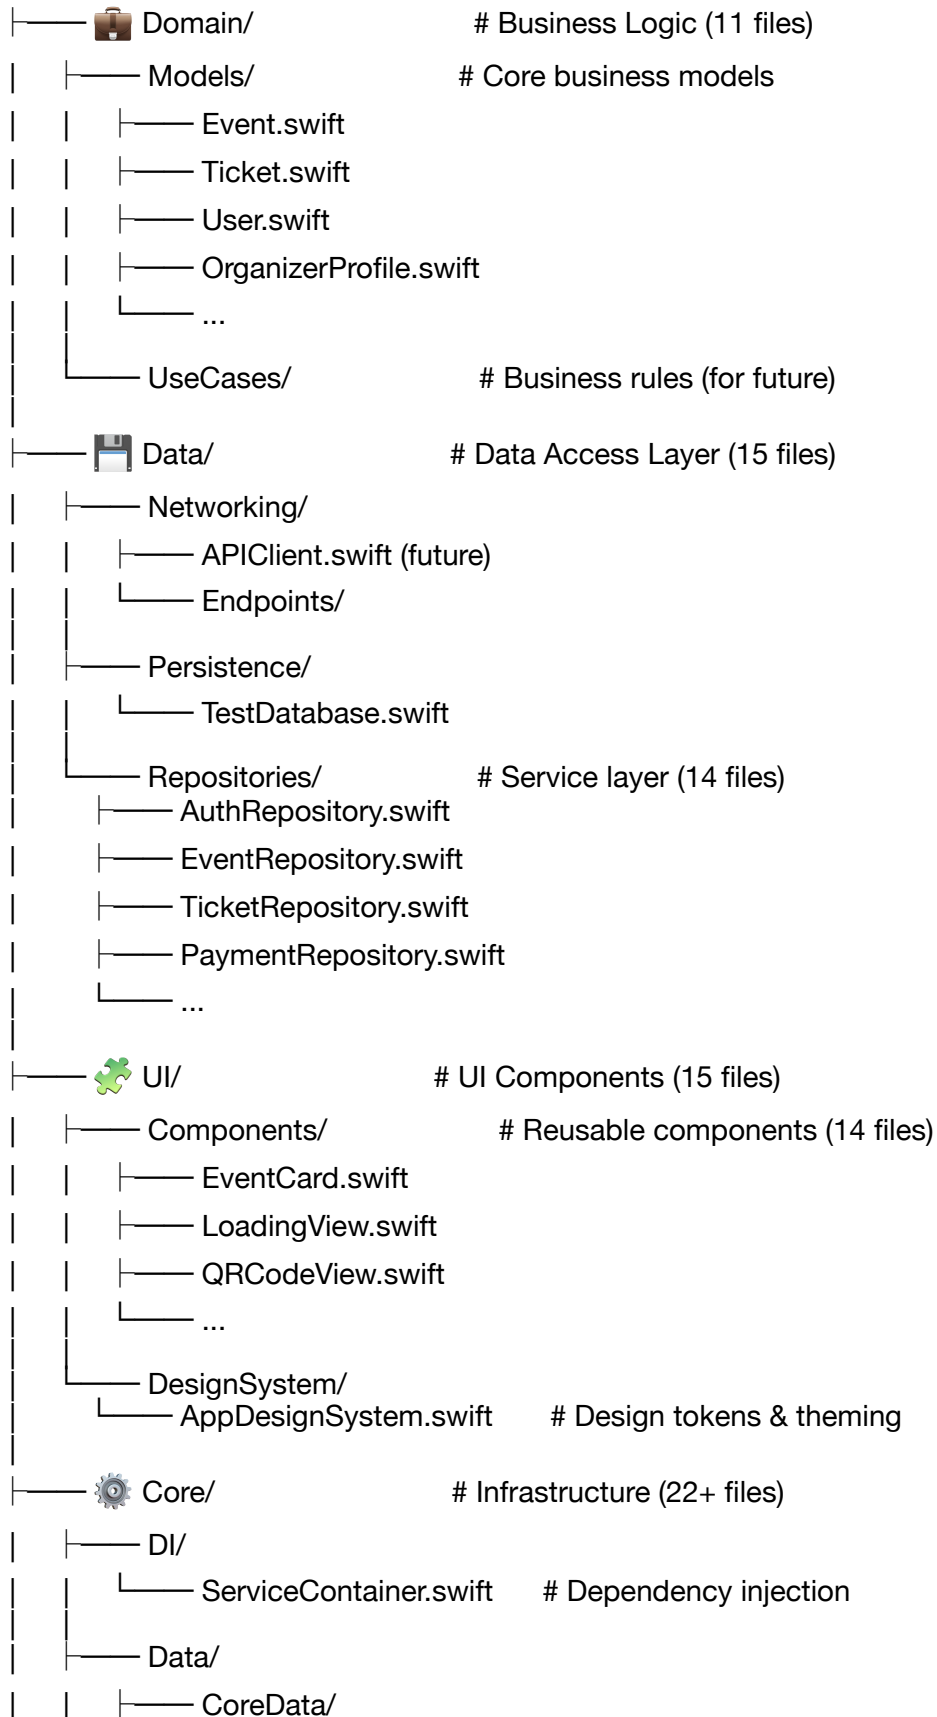 ├── 💼 Domain/ # Business Logic (11 files)
│ ├── Models/ # Core business models
│ │ ├── Event.swift
│ │ ├── Ticket.swift
│ │ ├── User.swift
│ │ ├── OrganizerProfile.swift
│ │ └── ...
│ └── UseCases/ # Business rules (for future)
├── 💾 Data/ # Data Access Layer (15 files)
│ ├── Networking/
│ │ ├── APIClient.swift (future)
│ │ └── Endpoints/
│ ├── Persistence/
│ │ └── TestDatabase.swift
│ └── Repositories/ # Service layer (14 files)
│ ├── AuthRepository.swift
│ ├── EventRepository.swift
│ ├── TicketRepository.swift
│ ├── PaymentRepository.swift
│ └── ...
├── 🧩 UI/ # UI Components (15 files)
│ ├── Components/ # Reusable components (14 files)
│ │ ├── EventCard.swift
│ │ ├── LoadingView.swift
│ │ ├── QRCodeView.swift
│ │ └── ...
│ └── DesignSystem/
│ └── AppDesignSystem.swift # Design tokens & theming
├── ⚙️ Core/ # Infrastructure (22+ files)
│ ├── DI/
│ │ └── ServiceContainer.swift # Dependency injection
│ ├── Data/
│ │ ├── CoreData/